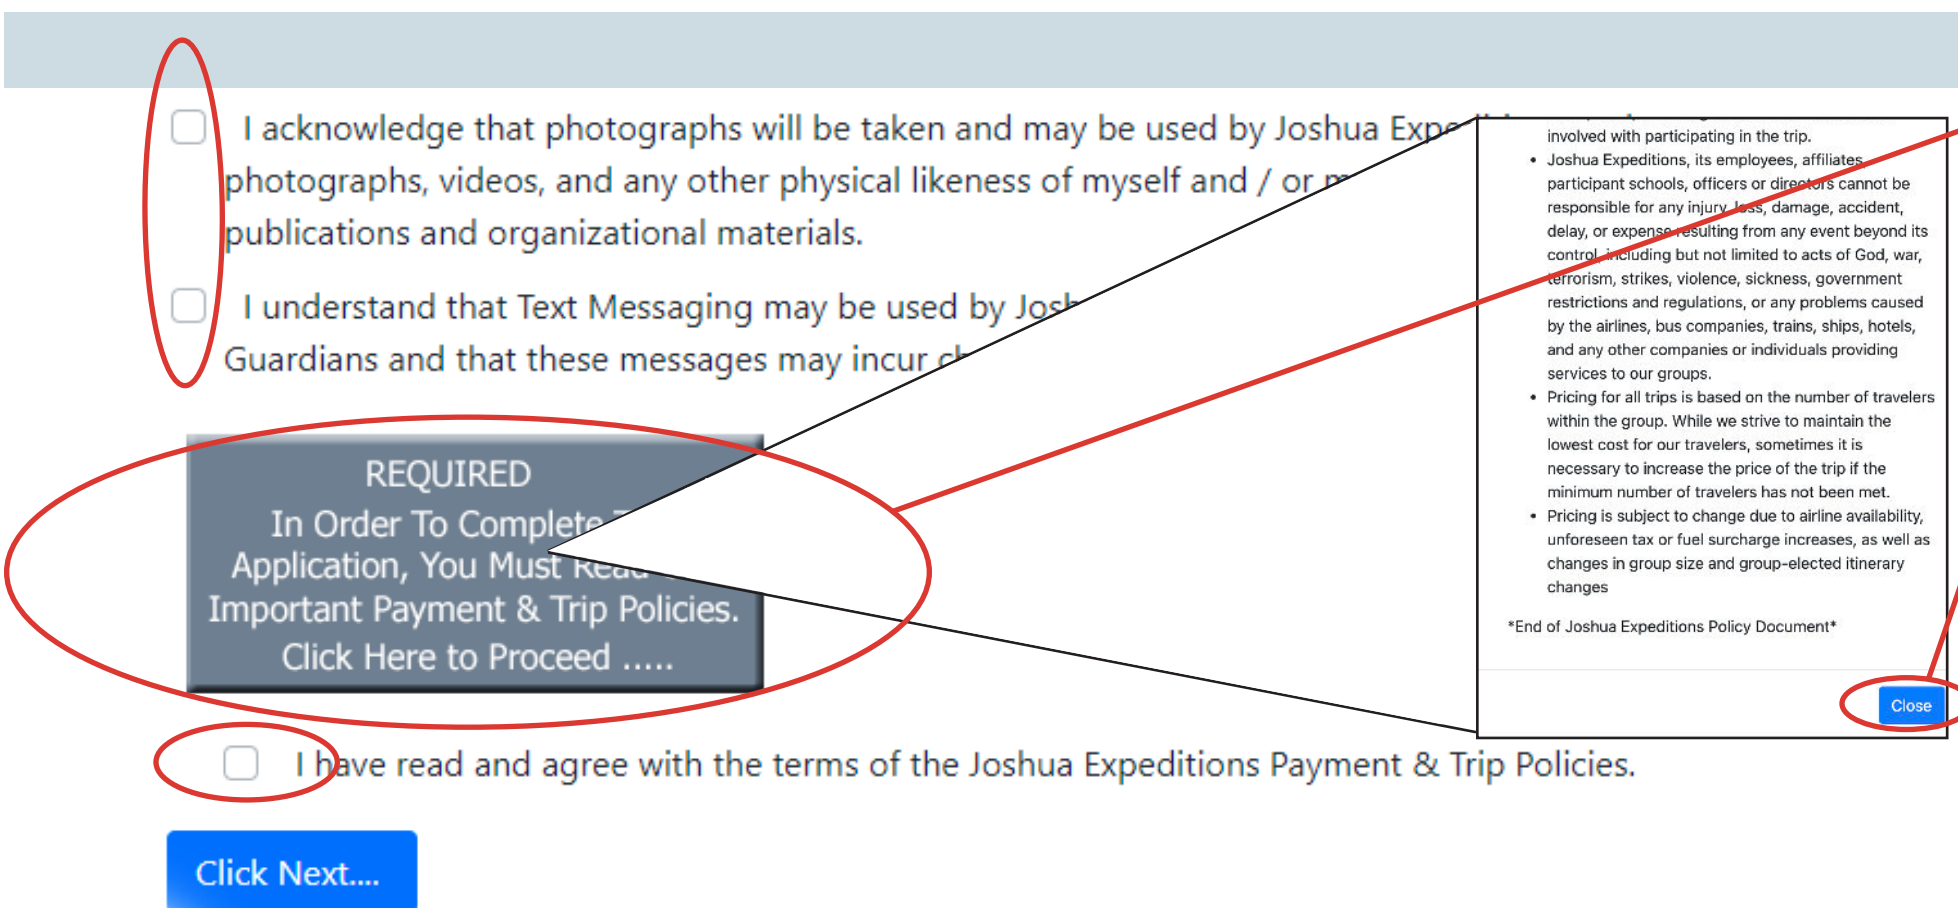 I acknowledge that photographs will be taken and may be used by Joshua
photographs, videos, and any other physical likeness of myself and / or
publications and organizational materials.
I understand that Text Messaging may be used by
Guardians and that these messages may incur
REQUIRED
In Order To Complete
Application, You Must Read
Important Payment & Trip Policies.
Click Here to Proceed .....
I have read and agree with the terms of the Joshua Expeditions Payment & Trip Policies.
Click Next....
involved with participating in the trip.
• Joshua Expeditions, its employees, affiliates,
participant schools, officers or directors cannot be
responsible for any injury, loss, damage, accident,
delay, or expense resulting from any event beyond its
control, including but not limited to acts of God, war,
terrorism, strikes, violence, sickness, government
restrictions and regulations, or any problems caused
by the airlines, bus companies, trains, ships, hotels,
and any other companies or individuals providing
services to our groups.
• Pricing for all trips is based on the number of travelers
within the group. While we strive to maintain the
lowest cost for our travelers, sometimes it is
necessary to increase the price of the trip if the
minimum number of travelers has not been met.
• Pricing is subject to change due to airline availability,
unforeseen tax or fuel surcharge increases, as well as
changes in group size and group-elected itinerary
changes
*End of Joshua Expeditions Policy Document*
Close